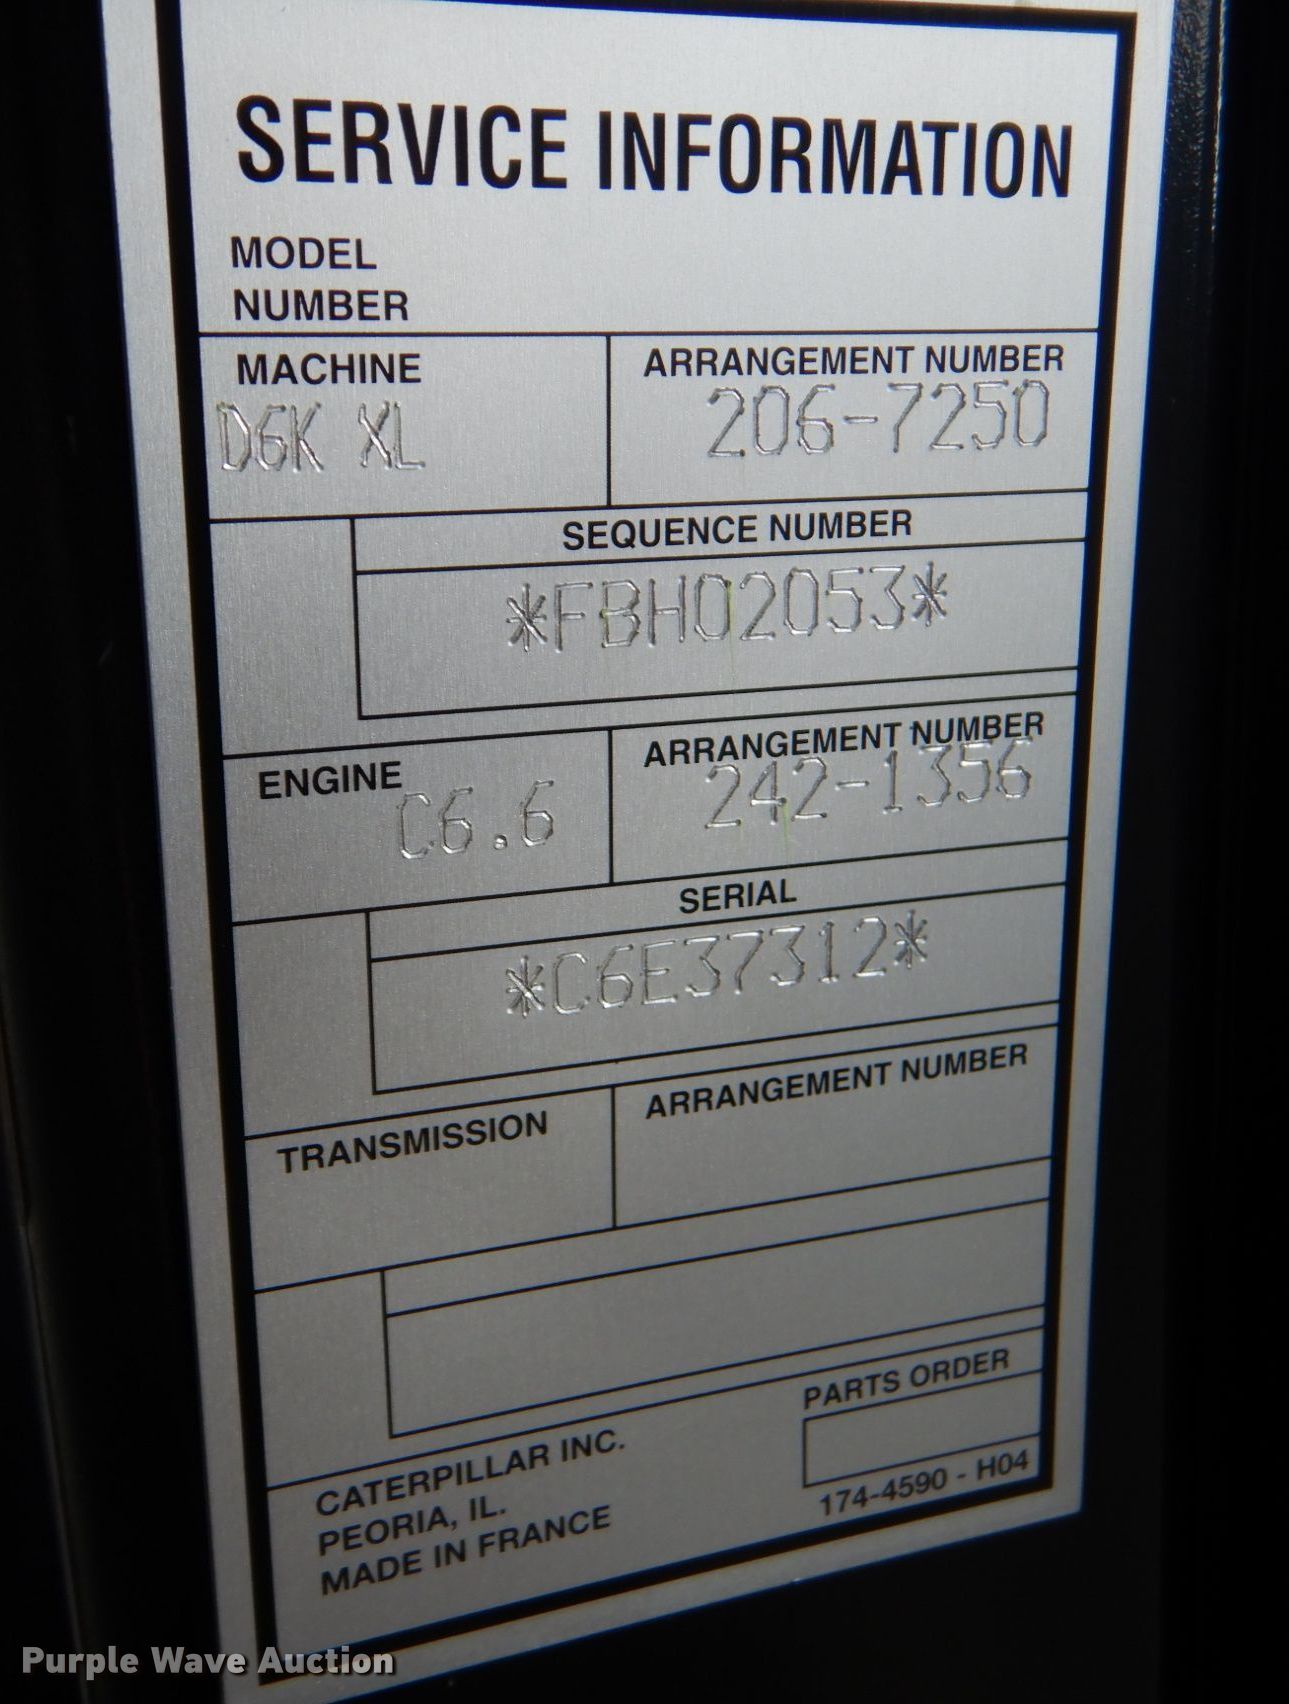 SERVICE INFORMATION
MODEL
NUMBER
MACHINE
D6K XL
ARRANGEMENT NUMBER
206-7250
SEQUENCE NUMBER
*FBH02053*
ENGINE
C6.6
ARRANGEMENT NUMBER
242-1356
SERIAL
*C6E37312*
TRANSMISSION
ARRANGEMENT NUMBER
PARTS ORDER
CATERPILLAR INC.
PEORIA, IL.
MADE IN FRANCE
174-4590 - H04
Purple Wave Auction